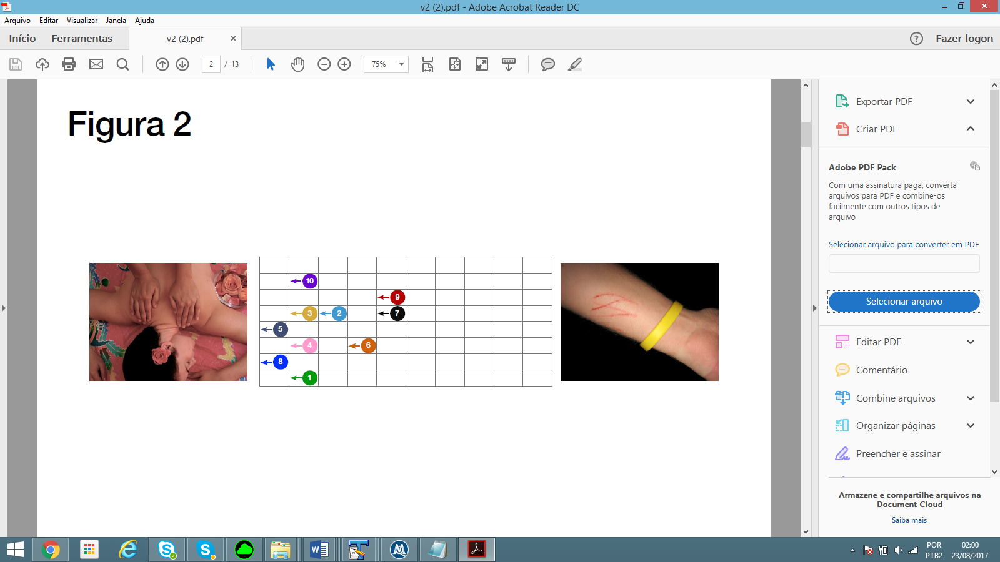 v2 (2).pdf - Adobe Acrobat Reader DC
Arquivo Editar Visualizar Janela Ajuda
Início Ferramentas v2 (2).pdf × ? Fazer logon
2 / 13 75%
Figura 2
10
9
3 2 7
5
4 6
8
1
Exportar PDF
Criar PDF
Adobe PDF Pack
Com uma assinatura paga, converta
arquivos para PDF e combine-os
facilmente com outros tipos de
arquivo
Selecionar arquivo para converter em PDF
Selecionar arquivo
Editar PDF
Comentário
Combine arquivos
Organizar páginas
Preencher e assinar
Armazene e compartilhe arquivos na
Document Cloud
Saiba mais
POR 02:00
PTB2 23/08/2017